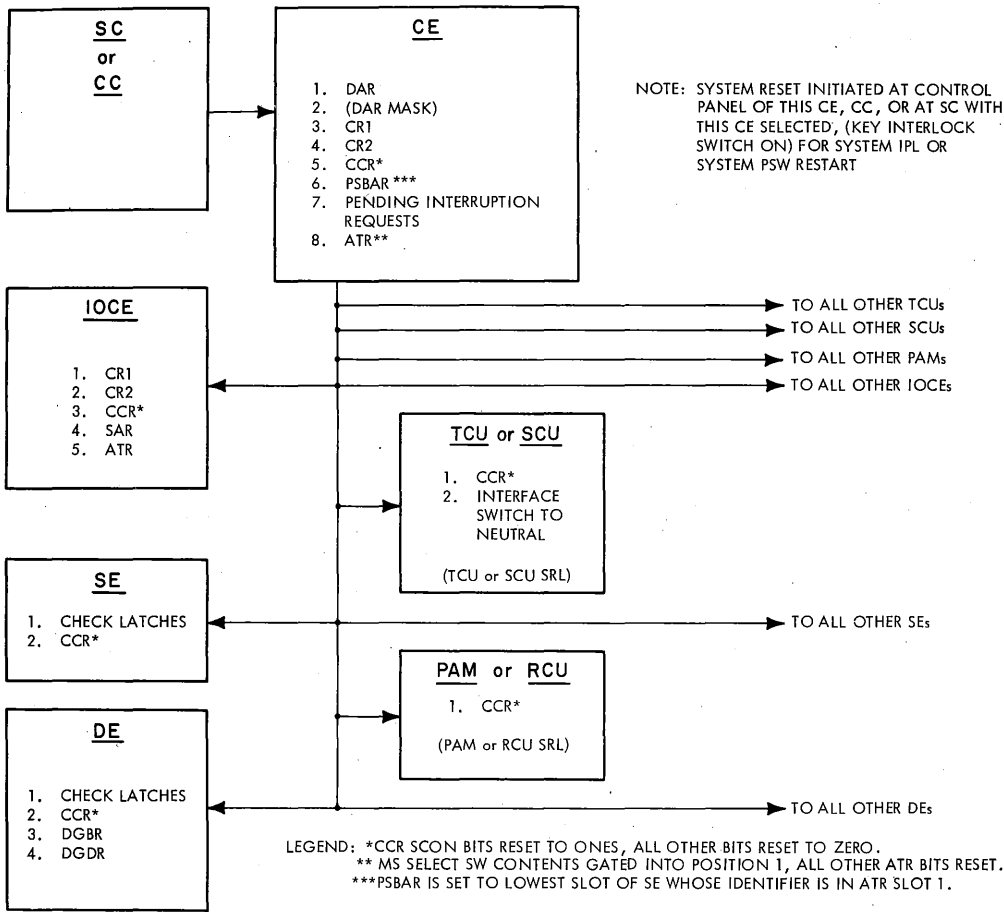 SC
or
CC
CE
1. DAR
2. (DAR MASK)
3. CR1
4. CR2
5. CCR*
6. PSBAR ***
7. PENDING INTERRUPTION
REQUESTS
8. ATR**
NOTE: SYSTEM RESET INITIATED AT CONTROL
PANEL OF THIS CE, CC, OR AT SC WITH
THIS CE SELECTED, (KEY INTERLOCK
SWITCH ON) FOR SYSTEM IPL OR
SYSTEM PSW RESTART
IOCE
1. CR1
2. CR2
3. CCR*
4. SAR
5. ATR
TO ALL OTHER TCUs
TO ALL OTHER SCUs
TO ALL OTHER PAMs
TO ALL OTHER IOCEs
TCU or SCU
1. CCR*
2. INTERFACE
SWITCH TO
NEUTRAL
(TCU or SCU SRL)
SE
1. CHECK LATCHES
2. CCR*
TO ALL OTHER SEs
PAM or RCU
1. CCR*
(PAM or RCU SRL)
DE
1. CHECK LATCHES
2. CCR*
3. DGBR
4. DGDR
TO ALL OTHER DEs
LEGEND: *CCR SCON BITS RESET TO ONES, ALL OTHER BITS RESET TO ZERO.
** MS SELECT SW CONTENTS GATED INTO POSITION 1, ALL OTHER ATR BITS RESET.
***PSBAR IS SET TO LOWEST SLOT OF SE WHOSE IDENTIFIER IS IN ATR SLOT 1.